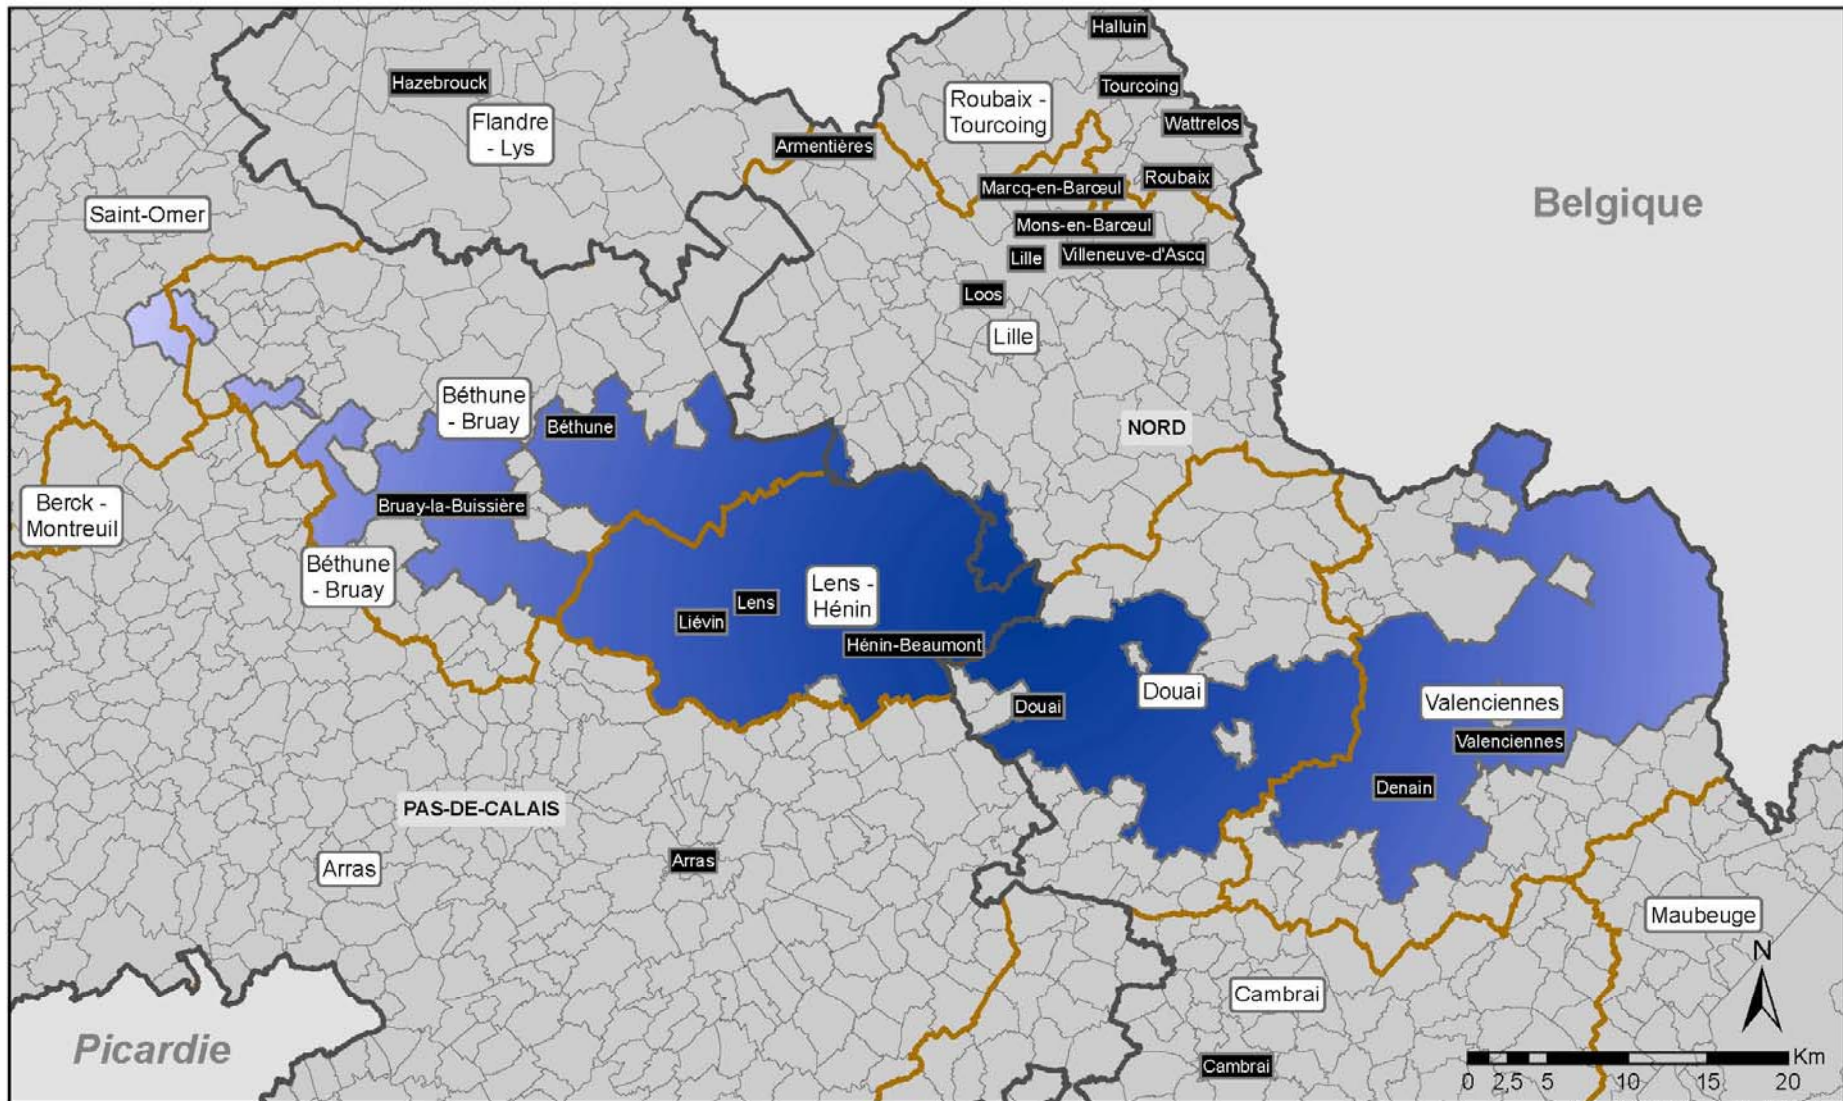 Halluin
Hazebrouck
Tourcoing
Roubaix -
Tourcoing
Flandre
- Lys
Wattrelos
Armentières
Roubaix
Marcq-en-Barœul
Saint-Omer
Belgique
Mons-en-Barœul
Lille
Villeneuve-d'Ascq
Loos
Lille
Béthune
- Bruay
Béthune
NORD
Bruay-la-Buissière
Berck -
Montreuil
Béthune
- Bruay
Lens -
Hénin
Lens
Liévin
Hénin-Beaumont
Douai
Douai
Valenciennes
Valenciennes
Denain
PAS-DE-CALAIS
Arras
Arras
Maubeuge
N
Cambrai
Picardie
Cambrai
Km
0 2,5 5 10 15 20